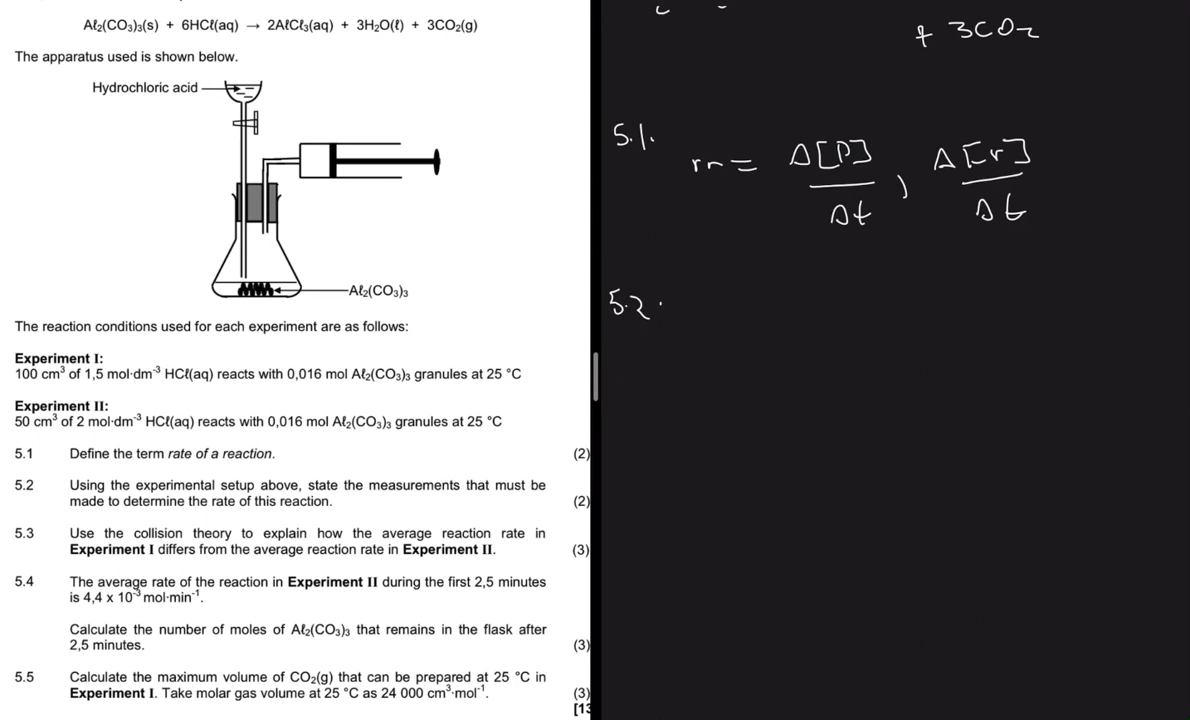 Aℓ₂(CO₃)₃(s) + 6HCℓ(aq) → 2AℓCℓ₃(aq) + 3H₂O(ℓ) + 3CO₂(g)
The apparatus used is shown below.
Hydrochloric acid
Aℓ₂(CO₃)₃
The reaction conditions used for each experiment are as follows:
Experiment I:
100 cm³ of 1,5 mol·dm⁻³ HCℓ(aq) reacts with 0,016 mol Aℓ₂(CO₃)₃ granules at 25 °C
Experiment II:
50 cm³ of 2 mol·dm⁻³ HCℓ(aq) reacts with 0,016 mol Aℓ₂(CO₃)₃ granules at 25 °C
5.1 Define the term rate of a reaction. (2)
5.2 Using the experimental setup above, state the measurements that must be
made to determine the rate of this reaction. (2)
5.3 Use the collision theory to explain how the average reaction rate in
Experiment I differs from the average reaction rate in Experiment II. (3)
5.4 The average rate of the reaction in Experiment II during the first 2,5 minutes
is 4,4 x 10⁻³ mol·min⁻¹.
Calculate the number of moles of Aℓ₂(CO₃)₃ that remains in the flask after
2,5 minutes. (3)
5.5 Calculate the maximum volume of CO₂(g) that can be prepared at 25 °C in
Experiment I. Take molar gas volume at 25 °C as 24 000 cm³·mol⁻¹. (3)
[13
+ 3CO₂
5.1. rr = Δ[P]/Δt , Δ[r]/Δt
5.2.